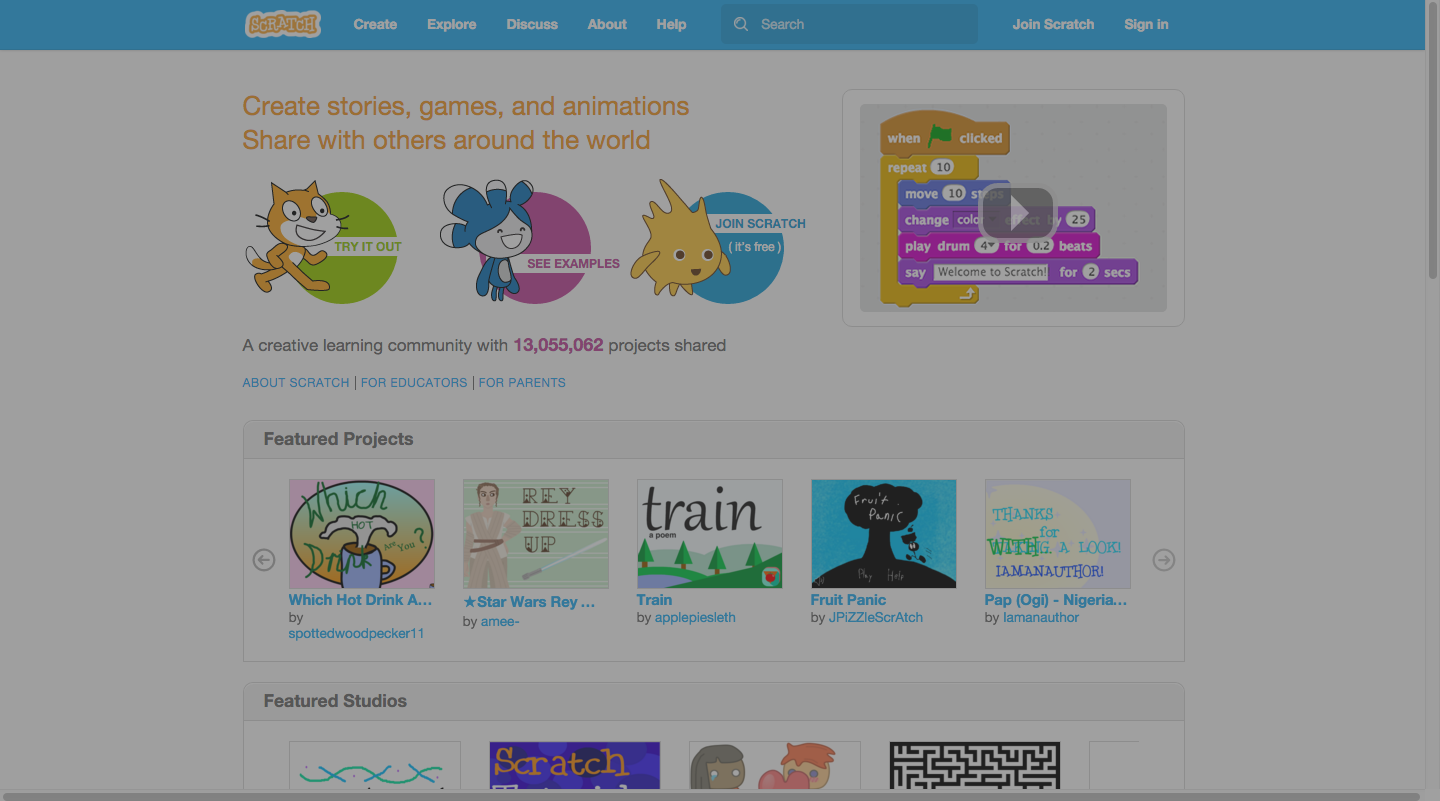 SCRATCH Create Explore Discuss About Help Search Join Scratch Sign in
Create stories, games, and animations
Share with others around the world
TRY IT OUT
SEE EXAMPLES
JOIN SCRATCH
( it's free )
when clicked
repeat 10
move 10 steps
change color effect by 25
play drum 4 for 0.2 beats
say Welcome to Scratch! for 2 secs
A creative learning community with 13,055,062 projects shared
ABOUT SCRATCH | FOR EDUCATORS | FOR PARENTS
Featured Projects
Which
HOT
Drink
Are You?
REY
DRESS
UP
train
a poem
Fruit
Panic
Play Help
THANKS
for
TAKING A LOOK!
IAMANAUTHOR!
Which Hot Drink A...
by
spottedwoodpecker11
★Star Wars Rey ...
by amee-
Train
by applepiesleth
Fruit Panic
by JPiZZleScrAtch
Pap (Ogi) - Nigeria...
by Iamanauthor
Featured Studios
Scratch